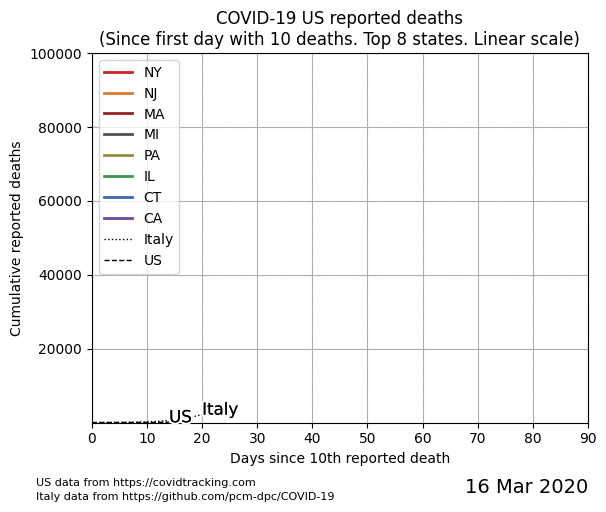 COVID-19 US reported deaths
(Since first day with 10 deaths. Top 8 states. Linear scale)
100000
80000
60000
40000
20000
Cumulative reported deaths
NY
NJ
MA
MI
PA
IL
CT
CA
Italy
US
US
Italy
0 10 20 30 40 50 60 70 80 90
Days since 10th reported death
US data from https://covidtracking.com
Italy data from https://github.com/pcm-dpc/COVID-19
16 Mar 2020